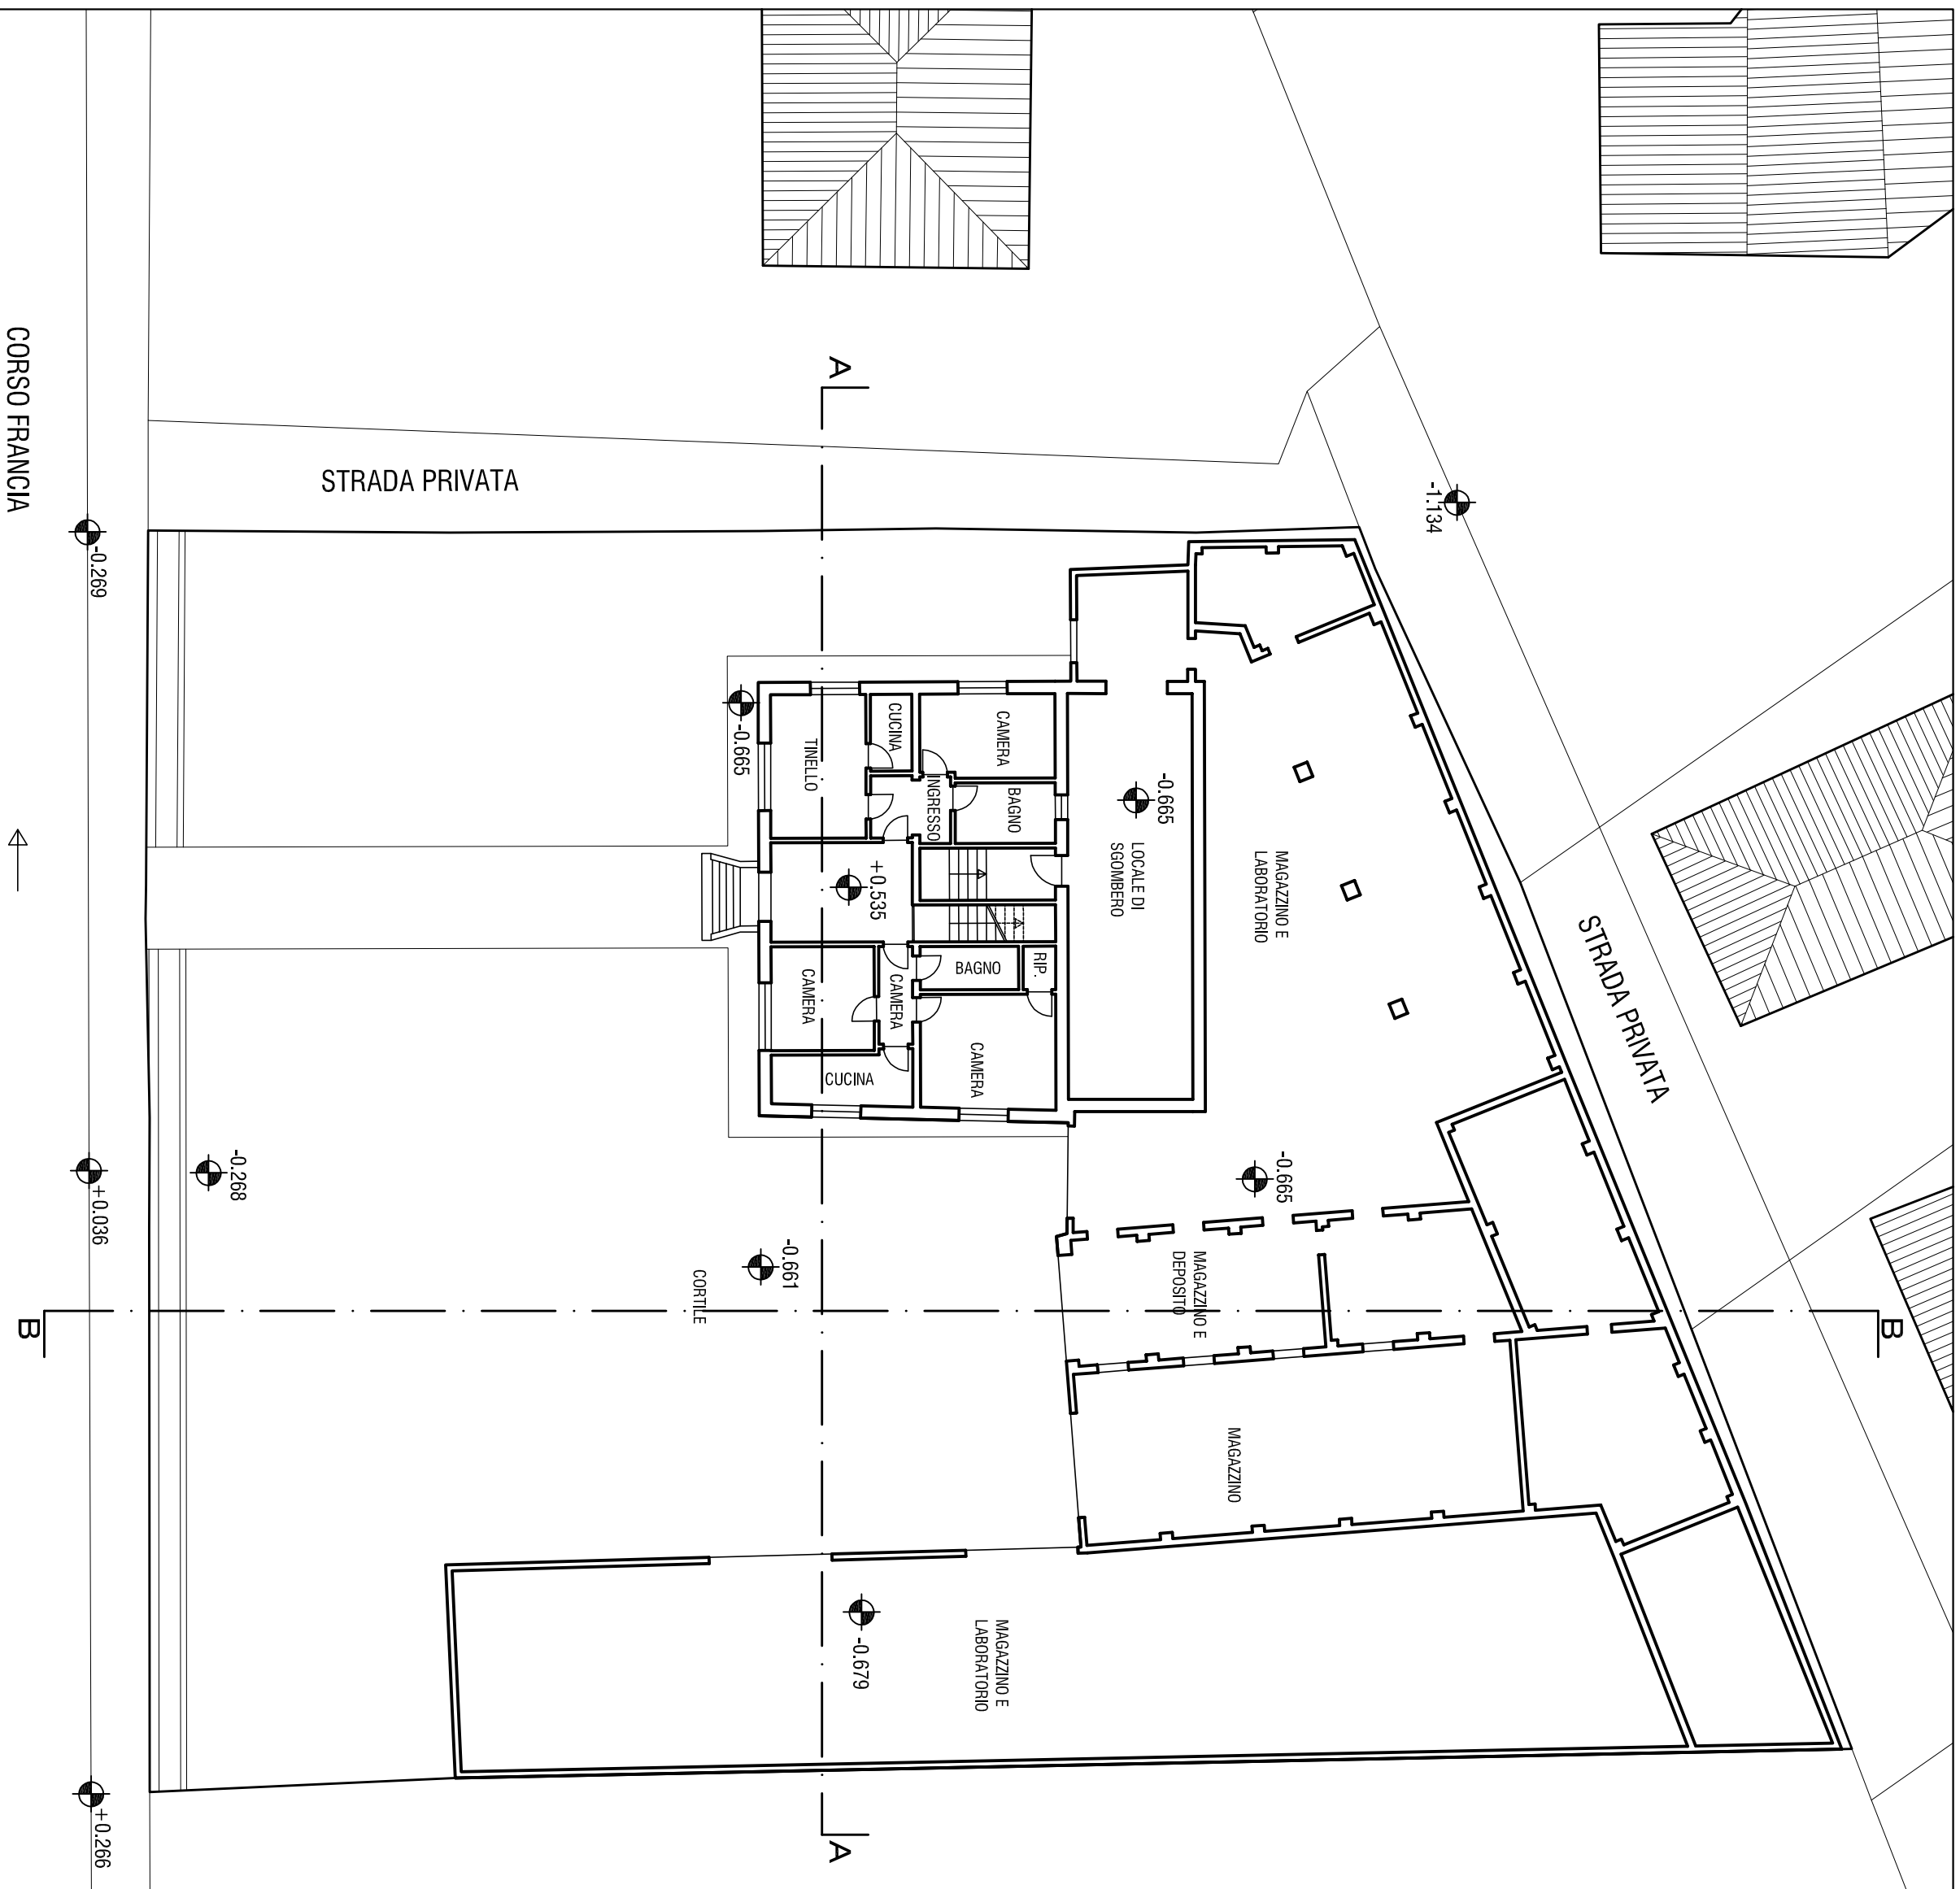 CORSO FRANCIA
STRADA PRIVATA
STRADA PRIVATA
A
A
B
B
-0.269
+0.036
+0.266
-0.268
-1.134
-0.665
-0.665
-0.665
+0.535
-0.661
-0.679
TINELLO
CUCINA
CAMERA
INGRESSO
BAGNO
LOCALE DI
SGOMBERO
MAGAZZINO E
LABORATORIO
BAGNO
RIP.
CAMERA
CAMERA
CAMERA
CUCINA
CORTILE
MAGAZZINO E
DEPOSITO
MAGAZZINO
MAGAZZINO E
LABORATORIO